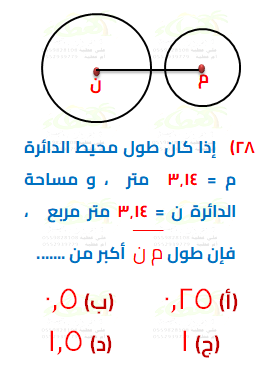 ن م
٢٨) إذا كان طول محيط الدائرة
م = ٣,١٤ متر ، و مساحة
الدائرة ن = ٣,١٤ متر مربع ،
فإن طول م ن أكبر من .......
(أ) ٠,٢٥ (ب) ٠,٥
(ج) ١ (د) ١,٥